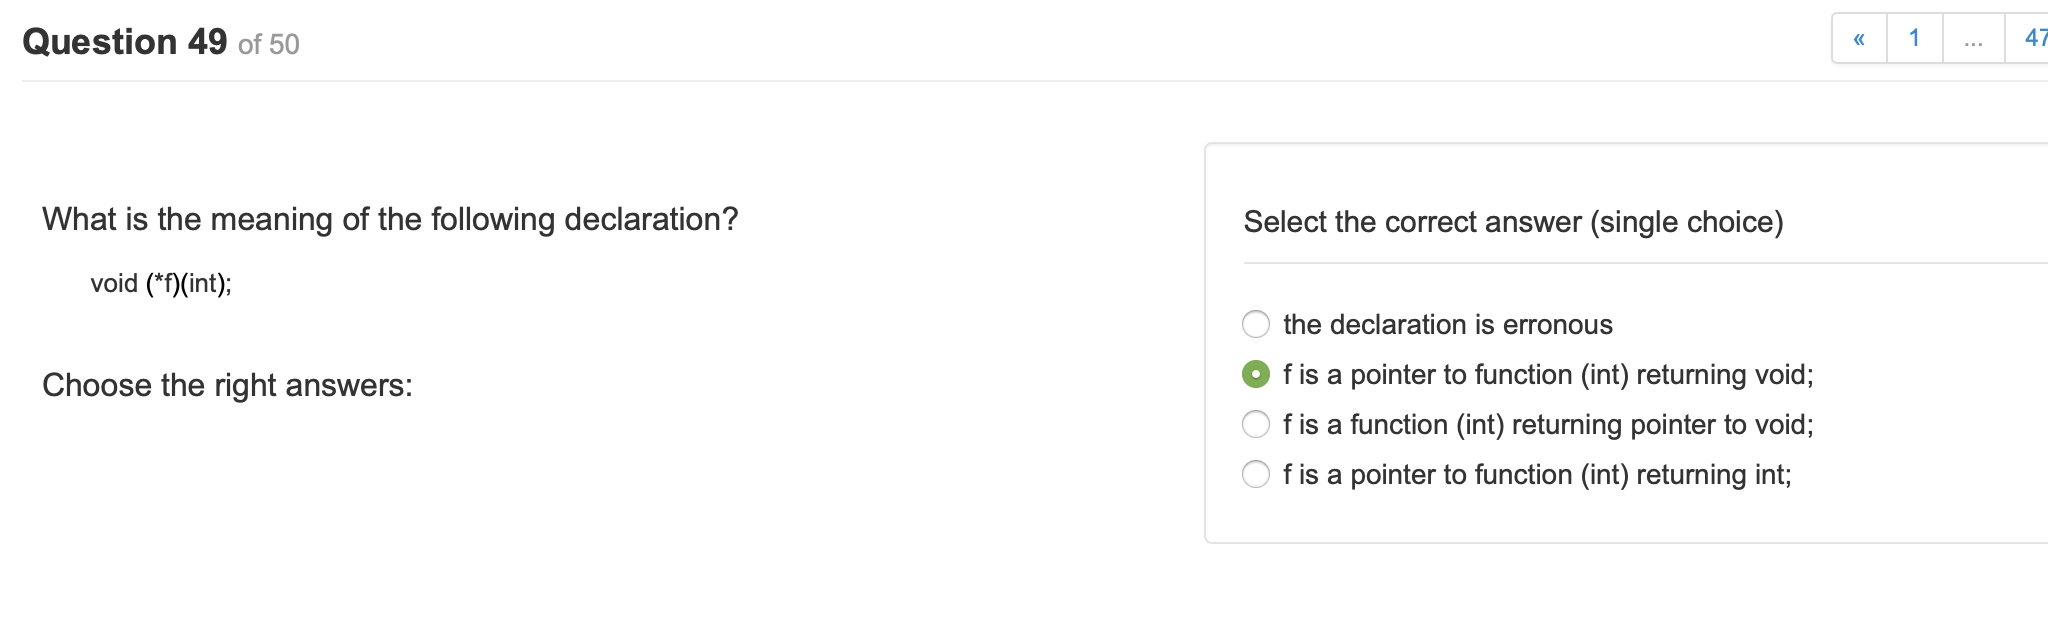 Question 49 of 50
« 1 ... 47
What is the meaning of the following declaration?
void (*f)(int);
Choose the right answers:
Select the correct answer (single choice)
the declaration is erronous
f is a pointer to function (int) returning void;
f is a function (int) returning pointer to void;
f is a pointer to function (int) returning int;